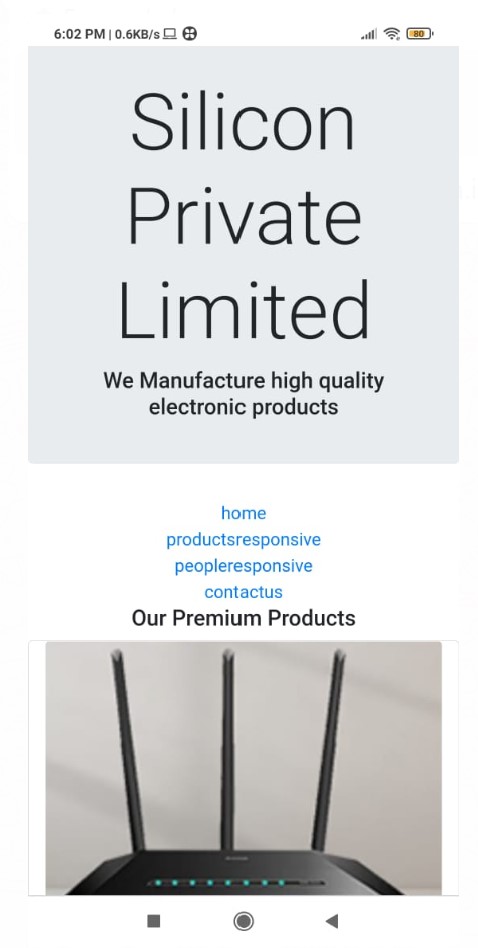 6:02 PM | 0.6KB/s
80
Silicon
Private
Limited
We Manufacture high quality
electronic products
home
productsresponsive
peopleresponsive
contactus
Our Premium Products